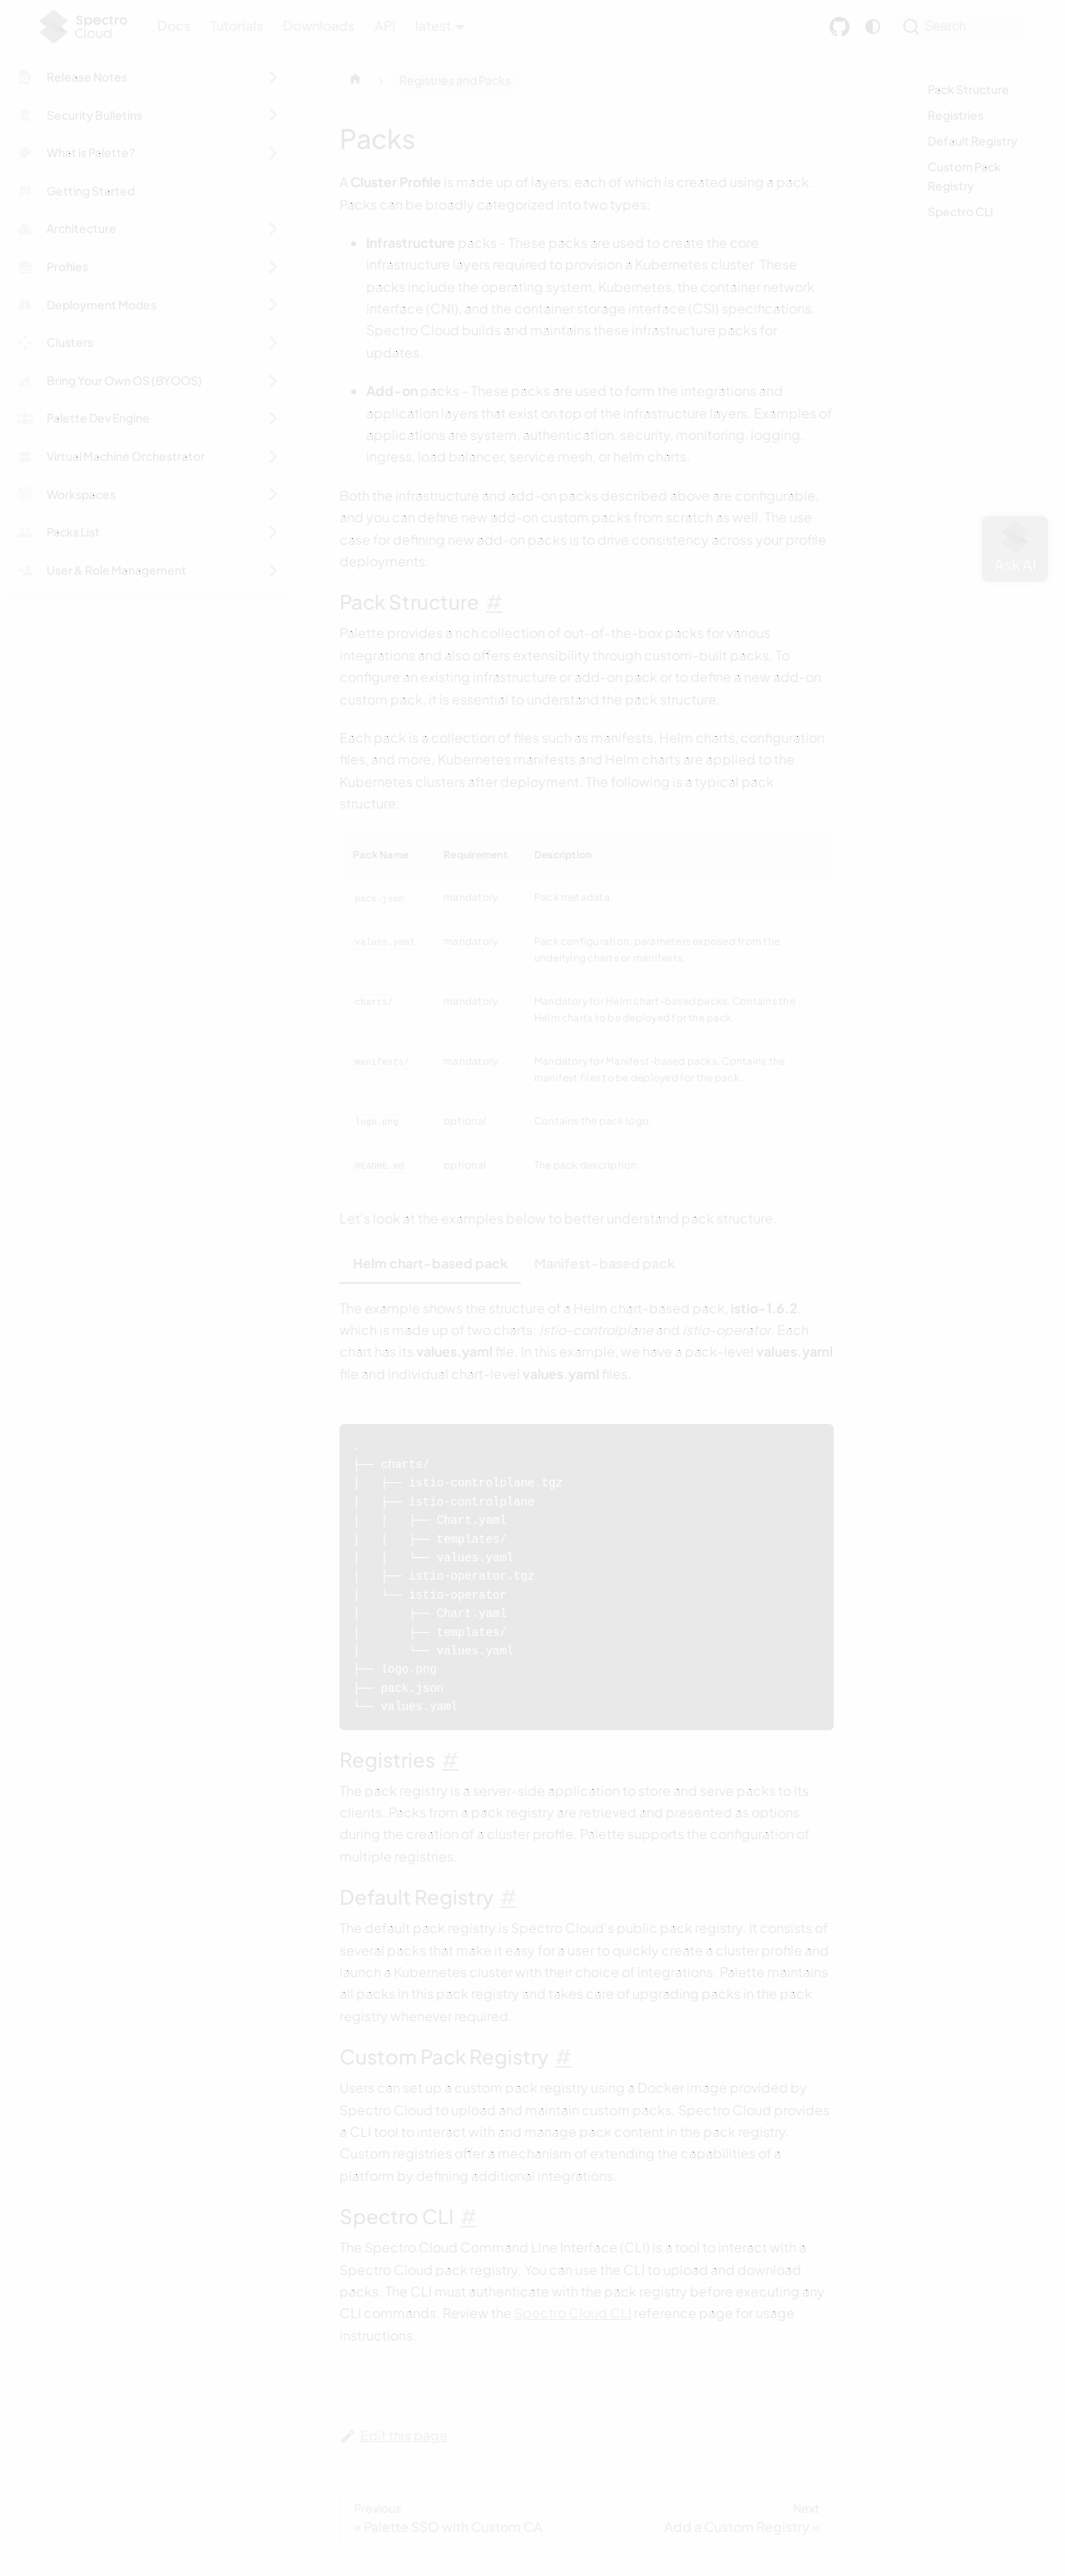 Spectro
Cloud
Docs
Tutorials
Downloads
API
latest
Search
Release Notes
Security Bulletins
What is Palette?
Getting Started
Architecture
Profiles
Deployment Modes
Clusters
Bring Your Own OS (BYOOS)
Palette Dev Engine
Virtual Machine Orchestrator
Workspaces
Packs List
User & Role Management
Registries and Packs
Packs
A Cluster Profile is made up of layers, each of which is created using a pack.
Packs can be broadly categorized into two types:
Infrastructure packs - These packs are used to create the core
infrastructure layers required to provision a Kubernetes cluster. These
packs include the operating system, Kubernetes, the container network
interface (CNI), and the container storage interface (CSI) specifications.
Spectro Cloud builds and maintains these infrastructure packs for
updates.
Add-on packs - These packs are used to form the integrations and
application layers that exist on top of the infrastructure layers. Examples of
applications are system, authentication, security, monitoring, logging,
ingress, load balancer, service mesh, or helm charts.
Both the infrastructure and add-on packs described above are configurable,
and you can define new add-on custom packs from scratch as well. The use
case for defining new add-on packs is to drive consistency across your profile
deployments.
Pack Structure #
Palette provides a rich collection of out-of-the-box packs for various
integrations and also offers extensibility through custom-built packs. To
configure an existing infrastructure or add-on pack or to define a new add-on
custom pack, it is essential to understand the pack structure.
Each pack is a collection of files such as manifests, Helm charts, configuration
files, and more. Kubernetes manifests and Helm charts are applied to the
Kubernetes clusters after deployment. The following is a typical pack
structure:
Pack Name Requirement Description
pack.json mandatory Pack metadata.
values.yaml mandatory Pack configuration, parameters exposed from the
underlying charts or manifests.
charts/ mandatory Mandatory for Helm chart-based packs. Contains the
Helm charts to be deployed for the pack.
manifests/ mandatory Mandatory for Manifest-based packs. Contains the
manifest files to be deployed for the pack.
logo.png optional Contains the pack logo.
README.md optional The pack description.
Let's look at the examples below to better understand pack structure.
Helm chart-based pack
Manifest-based pack
The example shows the structure of a Helm chart-based pack, istio-1.6.2,
which is made up of two charts: istio-controlplane and istio-operator. Each
chart has its values.yaml file. In this example, we have a pack-level values.yaml
file and individual chart-level values.yaml files.
.
├── charts/
│   ├── istio-controlplane.tgz
│   ├── istio-controlplane
│   │   ├── Chart.yaml
│   │   ├── templates/
│   │   └── values.yaml
│   ├── istio-operator.tgz
│   └── istio-operator
│       ├── Chart.yaml
│       ├── templates/
│       └── values.yaml
├── logo.png
├── pack.json
└── values.yaml
Registries #
The pack registry is a server-side application to store and serve packs to its
clients. Packs from a pack registry are retrieved and presented as options
during the creation of a cluster profile. Palette supports the configuration of
multiple registries.
Default Registry #
The default pack registry is Spectro Cloud's public pack registry. It consists of
several packs that make it easy for a user to quickly create a cluster profile and
launch a Kubernetes cluster with their choice of integrations. Palette maintains
all packs in this pack registry and takes care of upgrading packs in the pack
registry whenever required.
Custom Pack Registry #
Users can set up a custom pack registry using a Docker image provided by
Spectro Cloud to upload and maintain custom packs. Spectro Cloud provides
a CLI tool to interact with and manage pack content in the pack registry.
Custom registries offer a mechanism of extending the capabilities of a
platform by defining additional integrations.
Spectro CLI #
The Spectro Cloud Command Line Interface (CLI) is a tool to interact with a
Spectro Cloud pack registry. You can use the CLI to upload and download
packs. The CLI must authenticate with the pack registry before executing any
CLI commands. Review the Spectro Cloud CLI reference page for usage
instructions.
Edit this page
Previous
« Palette SSO with Custom CA
Next
Add a Custom Registry »
Pack Structure
Registries
Default Registry
Custom Pack
Registry
Spectro CLI
Ask AI